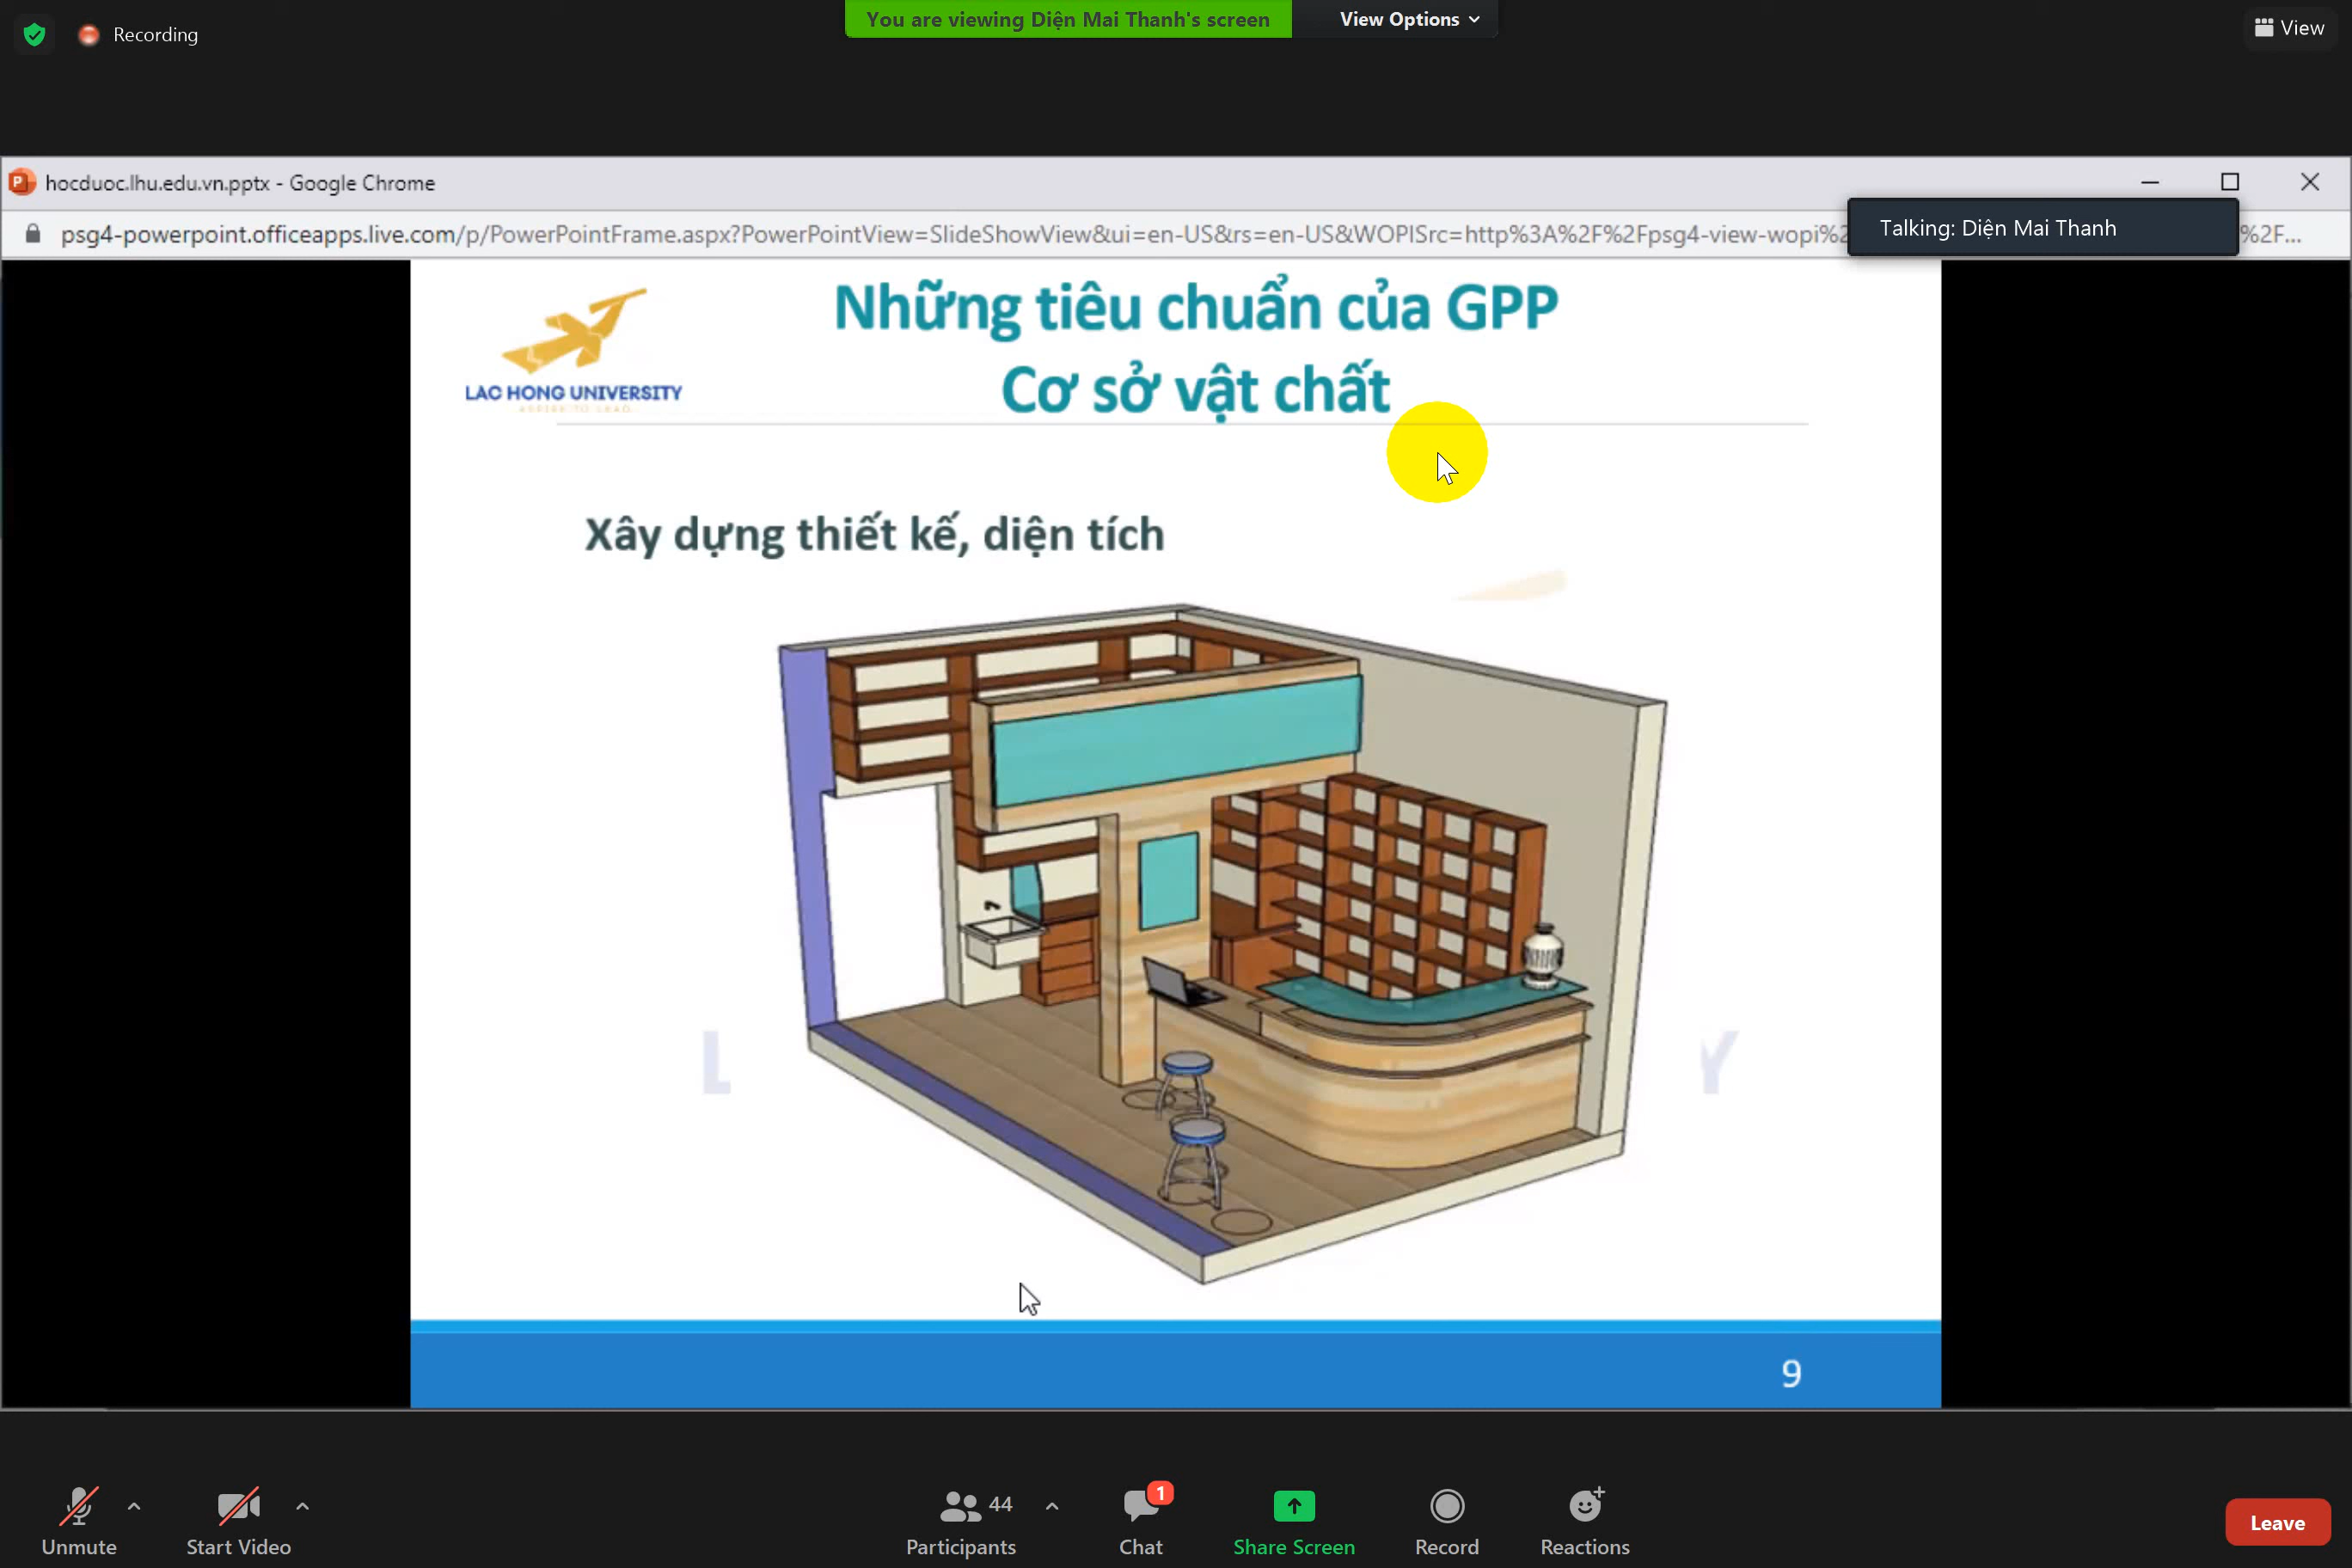 Recording
You are viewing Diện Mai Thanh's screen
View Options
View
hocduoc.lhu.edu.vn.pptx - Google Chrome
psg4-powerpoint.officeapps.live.com/p/PowerPointFrame.aspx?PowerPointView=SlideShowView&ui=en-US&rs=en-US&WOPISrc=http%3A%2F%2Fpsg4-view-wopi%2
%2F...
Talking: Diện Mai Thanh
Những tiêu chuẩn của GPP
Cơ sở vật chất
LAC HONG UNIVERSITY
Xây dựng thiết kế, diện tích
L
Y
9
Unmute
Start Video
44
Participants
1
Chat
Share Screen
Record
Reactions
Leave